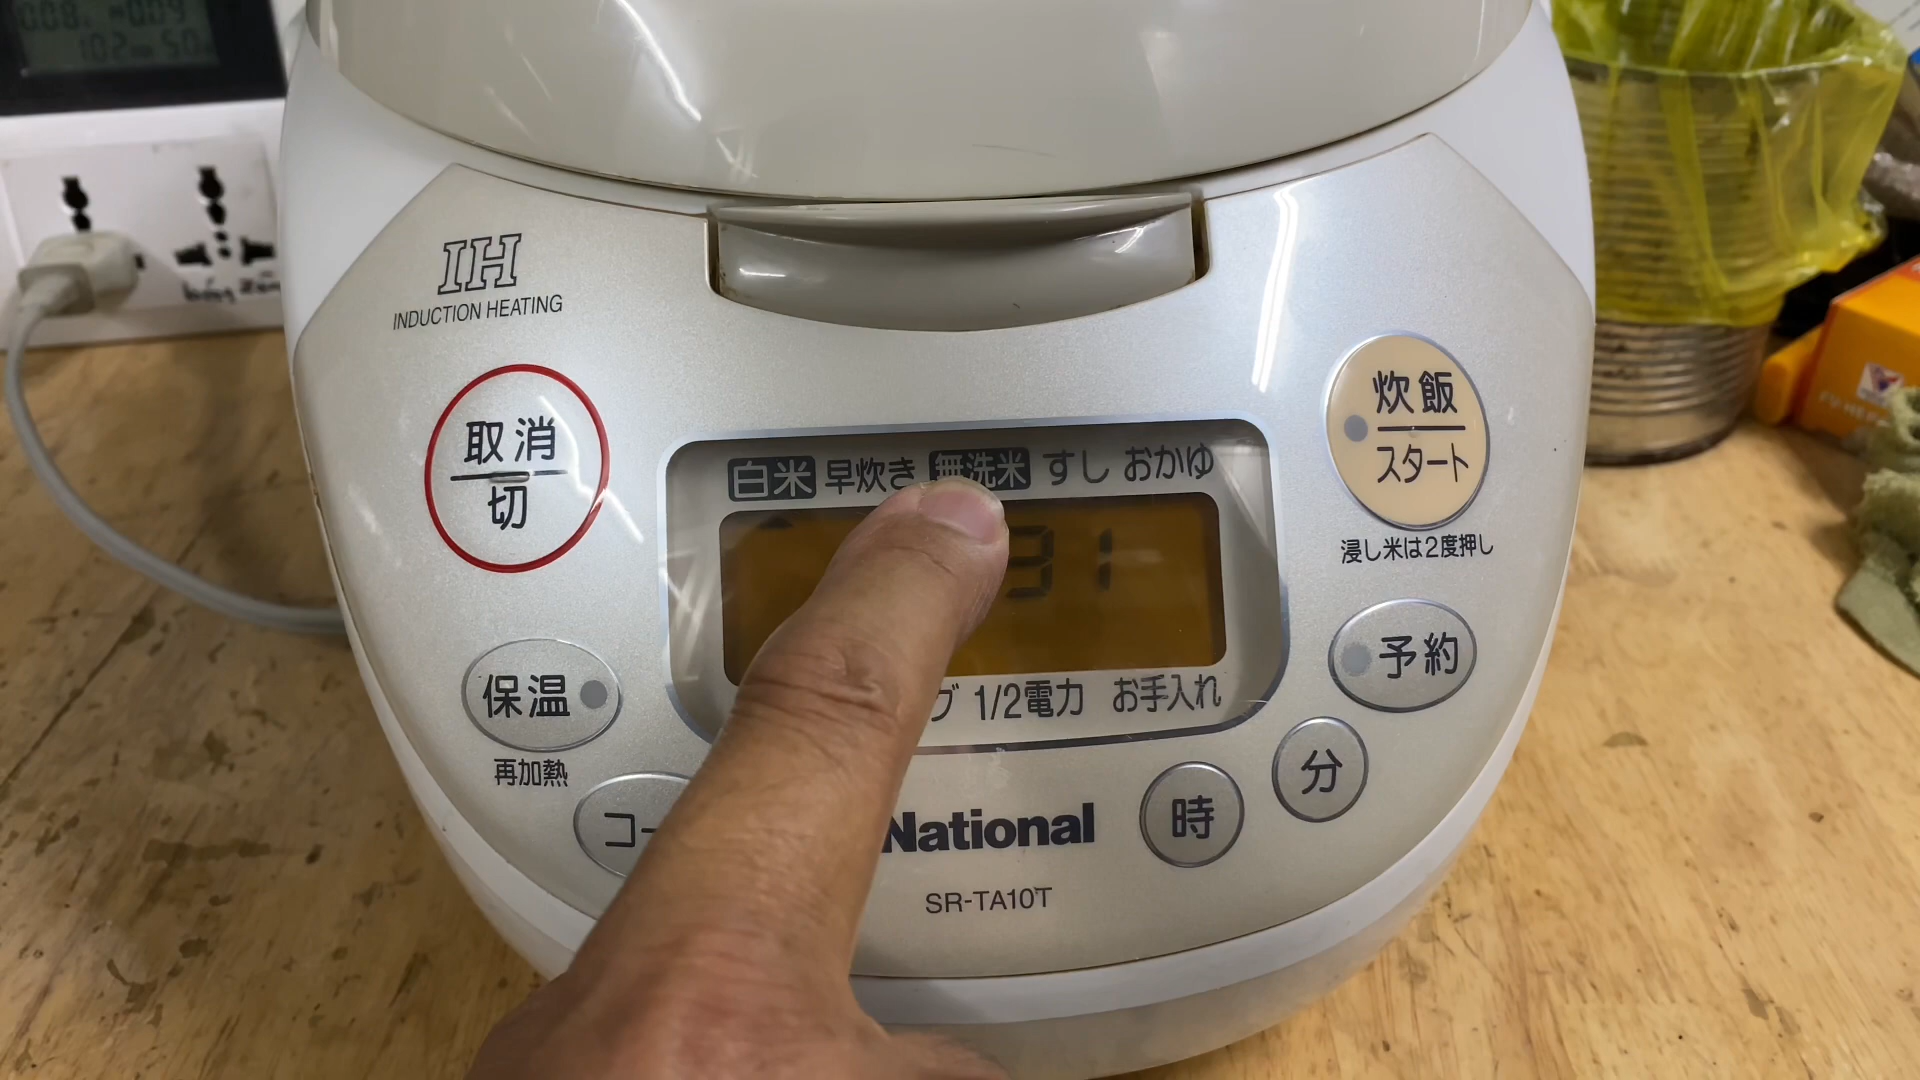 IH
INDUCTION HEATING
取消
切
白米 早炊き 無洗米 すし おかゆ
91
炊飯
スタート
浸し米は2度押し
保温
再加熱
1/2電力 お手入れ
予約
分
時
National
SR-TA10T